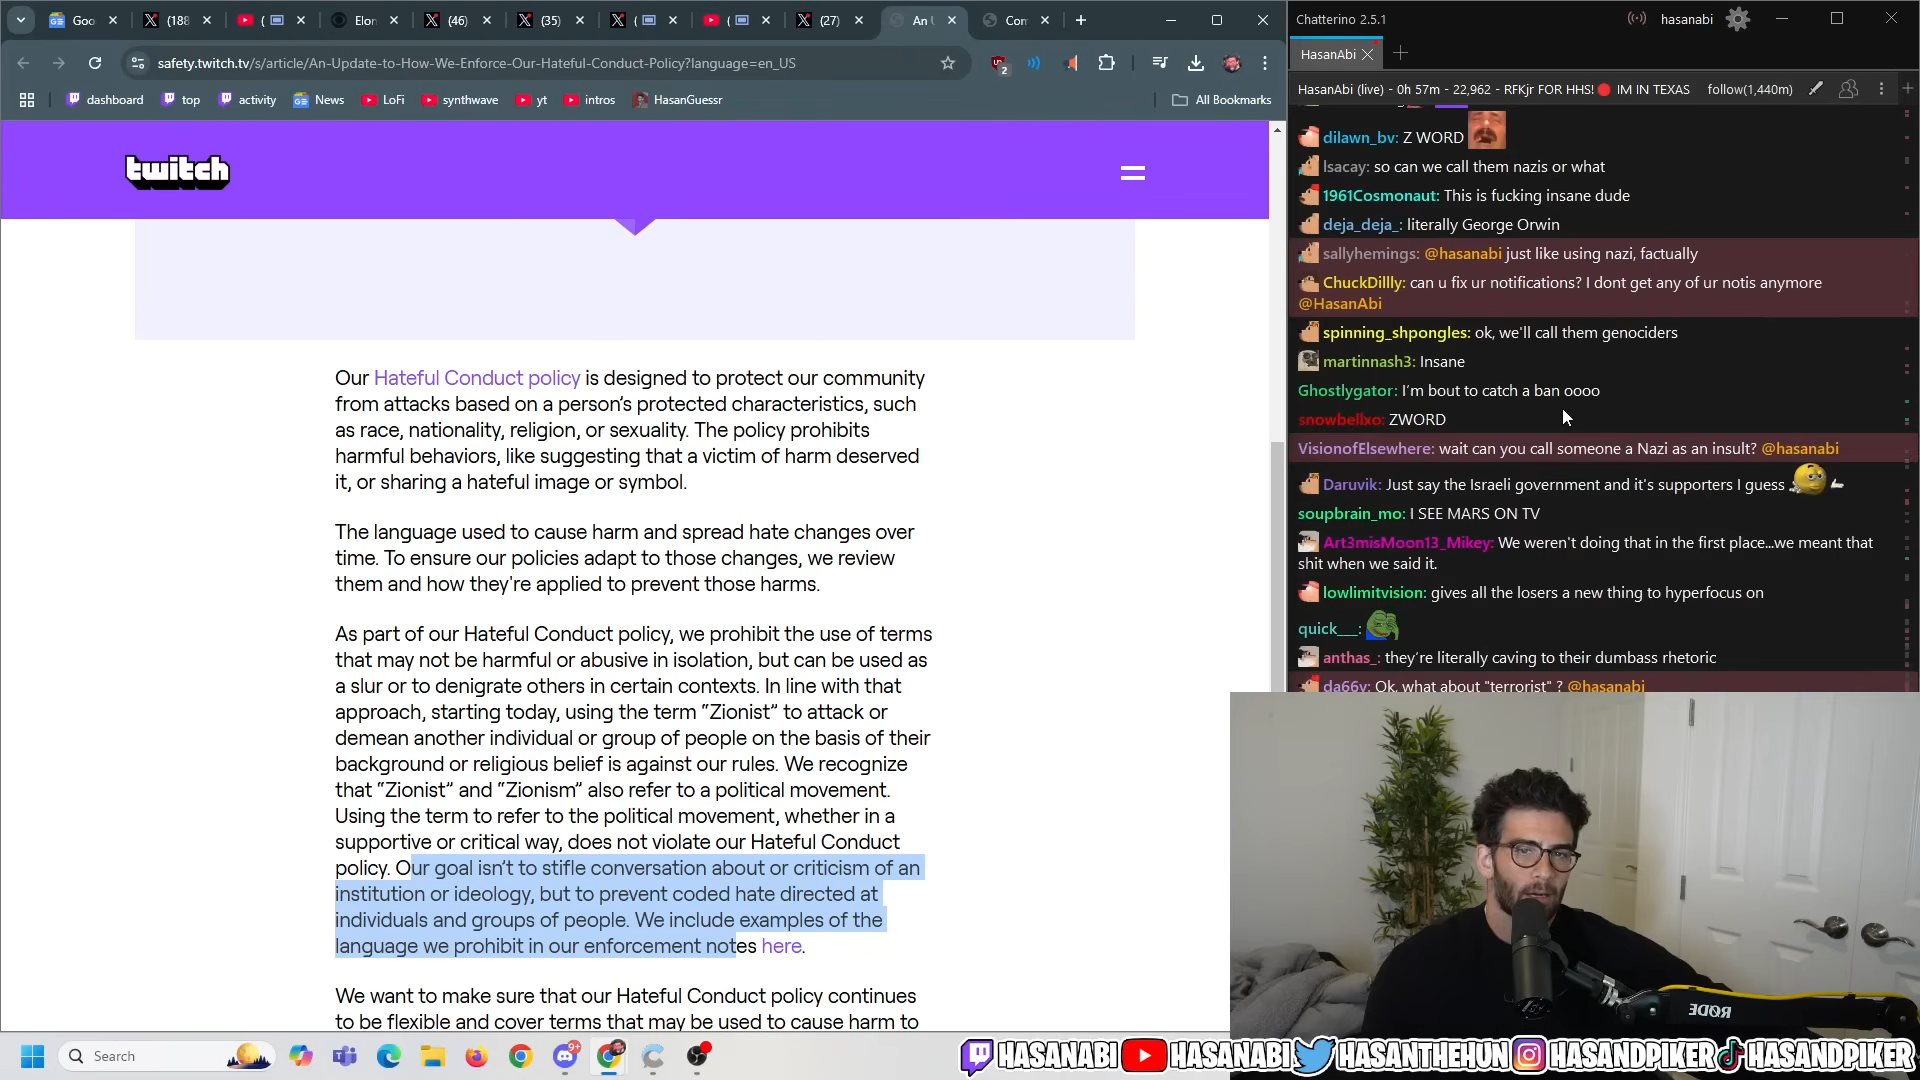 Goo
(188
(
Elon
(46)
(35)
(
(
(27)
An U
Con
safety.twitch.tv/s/article/An-Update-to-How-We-Enforce-Our-Hateful-Conduct-Policy?language=en_US
2
dashboard
top
activity
News
LoFi
synthwave
yt
intros
HasanGuessr
All Bookmarks
twitch
Our Hateful Conduct policy is designed to protect our community
from attacks based on a person’s protected characteristics, such
as race, nationality, religion, or sexuality. The policy prohibits
harmful behaviors, like suggesting that a victim of harm deserved
it, or sharing a hateful image or symbol.
The language used to cause harm and spread hate changes over
time. To ensure our policies adapt to those changes, we review
them and how they're applied to prevent those harms.
As part of our Hateful Conduct policy, we prohibit the use of terms
that may not be harmful or abusive in isolation, but can be used as
a slur or to denigrate others in certain contexts. In line with that
approach, starting today, using the term “Zionist” to attack or
demean another individual or group of people on the basis of their
background or religious belief is against our rules. We recognize
that “Zionist” and “Zionism” also refer to a political movement.
Using the term to refer to the political movement, whether in a
supportive or critical way, does not violate our Hateful Conduct
policy. Our goal isn’t to stifle conversation about or criticism of an
institution or ideology, but to prevent coded hate directed at
individuals and groups of people. We include examples of the
language we prohibit in our enforcement notes here.
We want to make sure that our Hateful Conduct policy continues
to be flexible and cover terms that may be used to cause harm to
Chatterino 2.5.1
hasanabi
HasanAbi
HasanAbi (live) - 0h 57m - 22,962 - RFKjr FOR HHS! IM IN TEXAS
follow(1,440m)
dilawn_bv: Z WORD
lsacay: so can we call them nazis or what
1961Cosmonaut: This is fucking insane dude
deja_deja_: literally George Orwin
sallyhemings: @hasanabi just like using nazi, factually
ChuckDillly: can u fix ur notifications? I dont get any of ur notis anymore
@HasanAbi
spinning_shpongles: ok, we'll call them genociders
martinnash3: Insane
Ghostlygator: I’m bout to catch a ban oooo
snowbellxo: ZWORD
VisionofElsewhere: wait can you call someone a Nazi as an insult? @hasanabi
Daruvik: Just say the Israeli government and it's supporters I guess
soupbrain_mo: I SEE MARS ON TV
Art3misMoon13_Mikey: We weren't doing that in the first place...we meant that
shit when we said it.
lowlimitvision: gives all the losers a new thing to hyperfocus on
quick___:
anthas_: they’re literally caving to their dumbass rhetoric
da66y: Ok, what about "terrorist" ? @hasanabi
RØDE
Search
9+
HASANABI HASANABI HASANTHEHUN HASANDPIKER HASANDPIKER